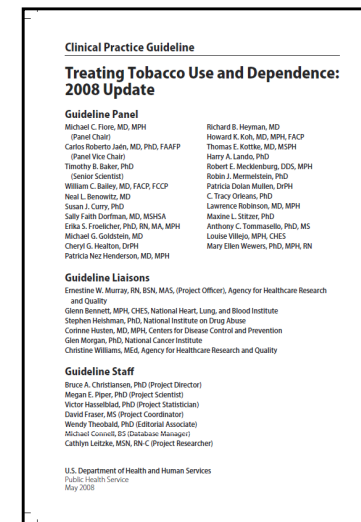 Clinical Practice Guideline
Treating Tobacco Use and Dependence:
2008 Update
Guideline Panel
Michael C. Fiore, MD, MPH
(Panel Chair)
Carlos Roberto Jaén, MD, PhD, FAAFP
(Panel Vice Chair)
Timothy B. Baker, PhD
(Senior Scientist)
William C. Bailey, MD, FACP, FCCP
Neal L. Benowitz, MD
Susan J. Curry, PhD
Sally Faith Dorfman, MD, MSHSA
Erika S. Froelicher, PhD, RN, MA, MPH
Michael G. Goldstein, MD
Cheryl G. Healton, DrPH
Patricia Nez Henderson, MD, MPH
Richard B. Heyman, MD
Howard K. Koh, MD, MPH, FACP
Thomas E. Kottke, MD, MSPH
Harry A. Lando, PhD
Robert E. Mecklenburg, DDS, MPH
Robin J. Mermelstein, PhD
Patricia Dolan Mullen, DrPH
C. Tracy Orleans, PhD
Lawrence Robinson, MD, MPH
Maxine L. Stitzer, PhD
Anthony C. Tommasello, PhD, MS
Louise Villejo, MPH, CHES
Mary Ellen Wewers, PhD, MPH, RN
Guideline Liaisons
Ernestine W. Murray, RN, BSN, MAS, (Project Officer), Agency for Healthcare Research
and Quality
Glenn Bennett, MPH, CHES, National Heart, Lung, and Blood Institute
Stephen Heishman, PhD, National Institute on Drug Abuse
Corinne Husten, MD, MPH, Centers for Disease Control and Prevention
Glen Morgan, PhD, National Cancer Institute
Christine Williams, MEd, Agency for Healthcare Research and Quality
Guideline Staff
Bruce A. Christiansen, PhD (Project Director)
Megan E. Piper, PhD (Project Scientist)
Victor Hasselblad, PhD (Project Statistician)
David Fraser, MS (Project Coordinator)
Wendy Theobald, PhD (Editorial Associate)
Michael Connell, BS (Database Manager)
Cathlyn Leitzke, MSN, RN-C (Project Researcher)
U.S. Department of Health and Human Services
Public Health Service
May 2008